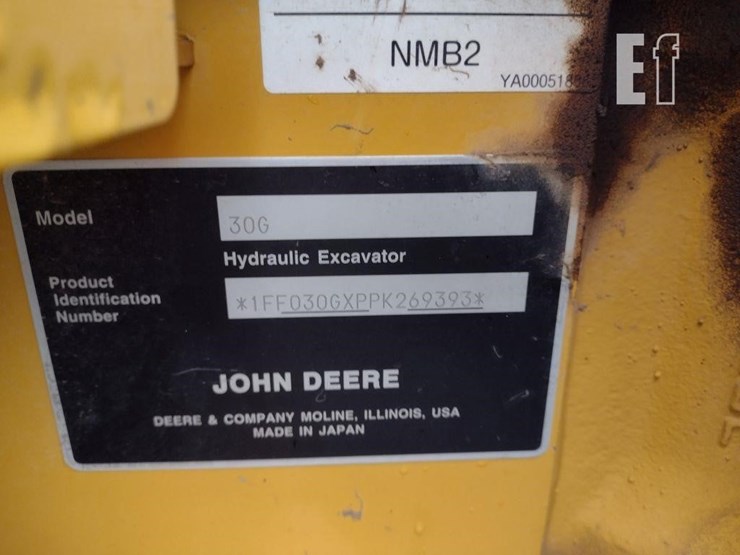 NMB2
Ef
Model
30G
Hydraulic Excavator
Product
Identification
Number
*1FF030GXPPK269393*
JOHN DEERE
DEERE & COMPANY MOLINE, ILLINOIS, USA
MADE IN JAPAN